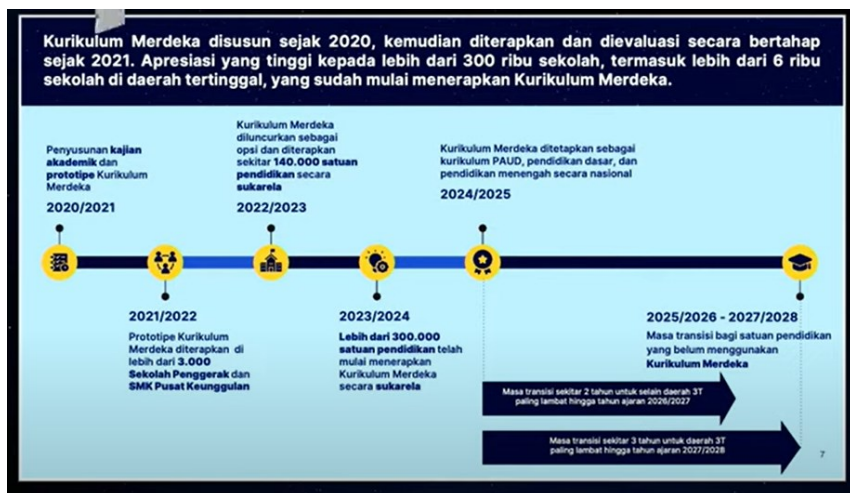 Kurikulum Merdeka disusun sejak 2020, kemudian diterapkan dan dievaluasi secara bertahap
sejak 2021. Apresiasi yang tinggi kepada lebih dari 300 ribu sekolah, termasuk lebih dari 6 ribu
sekolah di daerah tertinggal, yang sudah mulai menerapkan Kurikulum Merdeka.
Penyusunan kajian
akademik dan
prototipe Kurikulum
Merdeka
2020/2021
Kurikulum Merdeka
diluncurkan sebagai
opsi dan diterapkan
sekitar 140.000 satuan
pendidikan secara
sukarela
2022/2023
Kurikulum Merdeka ditetapkan sebagai
kurikulum PAUD, pendidikan dasar, dan
pendidikan menengah secara nasional
2024/2025
2021/2022
Prototipe Kurikulum
Merdeka diterapkan di
lebih dari 3.000
Sekolah Penggerak dan
SMK Pusat Keunggulan
2023/2024
Lebih dari 300.000
satuan pendidikan telah
mulai menerapkan
Kurikulum Merdeka
secara sukarela
2025/2026 - 2027/2028
Masa transisi bagi satuan pendidikan
yang belum menggunakan
Kurikulum Merdeka
Masa transisi sekitar 2 tahun untuk selain daerah 3T
paling lambat hingga tahun ajaran 2026/2027
Masa transisi sekitar 3 tahun untuk daerah 3T
paling lambat hingga tahun ajaran 2027/2028
7